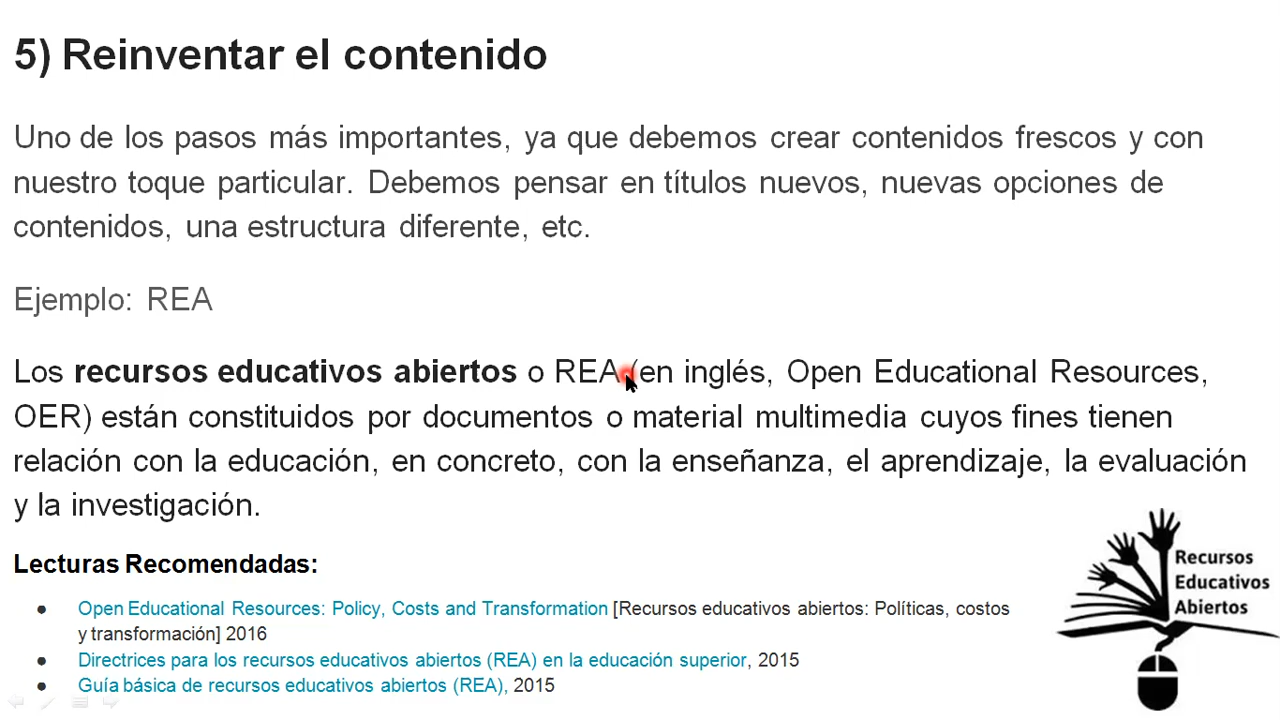 5) Reinventar el contenido
Uno de los pasos más importantes, ya que debemos crear contenidos frescos y con
nuestro toque particular. Debemos pensar en títulos nuevos, nuevas opciones de
contenidos, una estructura diferente, etc.
Ejemplo: REA
Los recursos educativos abiertos o REA (en inglés, Open Educational Resources,
OER) están constituidos por documentos o material multimedia cuyos fines tienen
relación con la educación, en concreto, con la enseñanza, el aprendizaje, la evaluación
y la investigación.
Lecturas Recomendadas:
● Open Educational Resources: Policy, Costs and Transformation [Recursos educativos abiertos: Políticas, costos
y transformación] 2016
● Directrices para los recursos educativos abiertos (REA) en la educación superior, 2015
● Guía básica de recursos educativos abiertos (REA), 2015
Recursos
Educativos
Abiertos